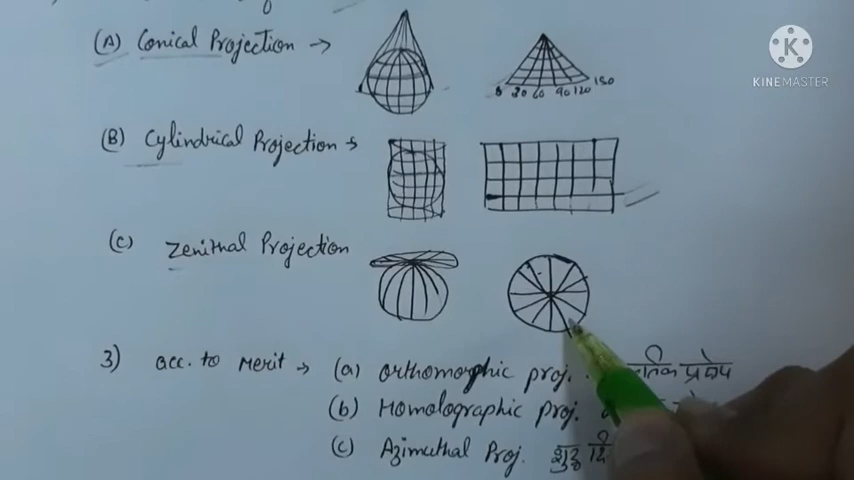 (A) Conical Projection →
0 30 60 90 120 150
(B) Cylindrical Projection →
(C) Zenithal Projection
3) acc. to Merit → (a) Orthomorphic proj.
प्रक्षेप
(b) Homolographic Proj.
(c) Azimuthal Proj. शुद्ध
K
KINEMASTER